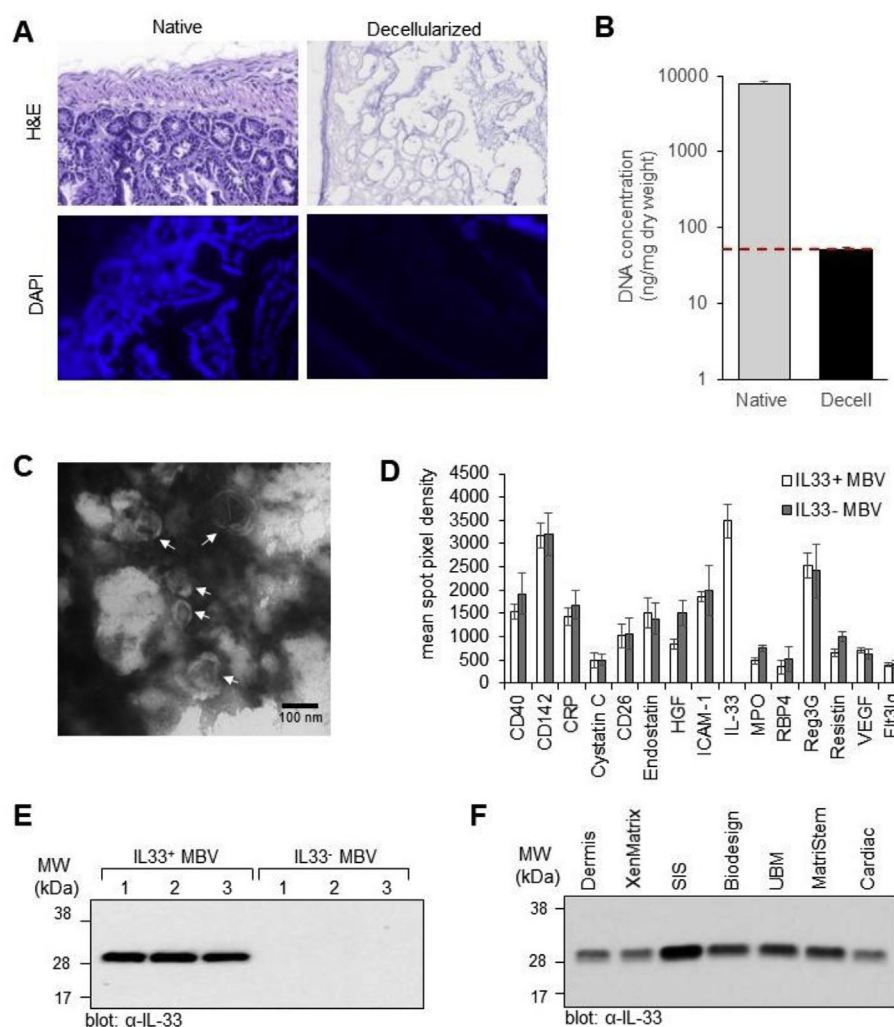 A
Native
Decellularized
H&E
DAPI
B
DNA concentration
(ng/mg dry weight)
10000
1000
100
10
1
Native
Decell
C
100 nm
D
mean spot pixel density
4500
4000
3500
3000
2500
2000
1500
1000
500
0
IL33+ MBV
IL33- MBV
CD40
CD142
CRP
Cystatin C
CD26
Endostatin
HGF
ICAM-1
IL-33
MPO
RBP4
Reg3G
Resistin
VEGF
E
MW
(kDa)
IL33+ MBV
IL33- MBV
1 2 3 1 2 3
38
28
17
blot: α-IL-33
F
MW
(kDa)
Dermis
XenMatrix
SIS
Biodesign
UBM
MatriStem
Cardiac
38
28
17
blot: α-IL-33